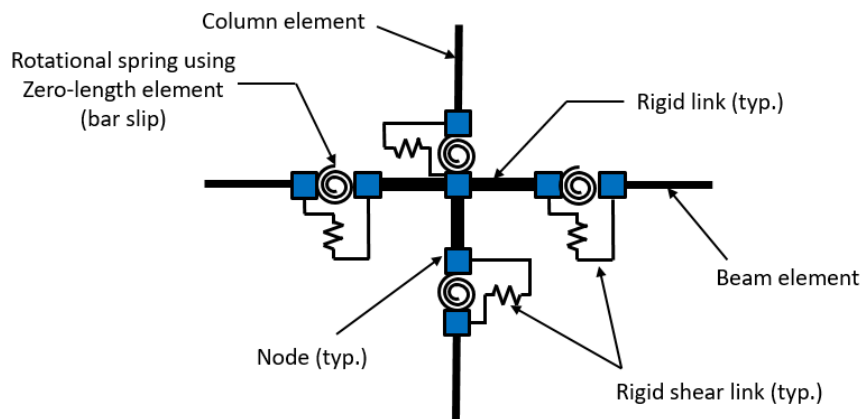 Column element
Rotational spring using
Zero-length element
(bar slip)
Rigid link (typ.)
Beam element
Node (typ.)
Rigid shear link (typ.)